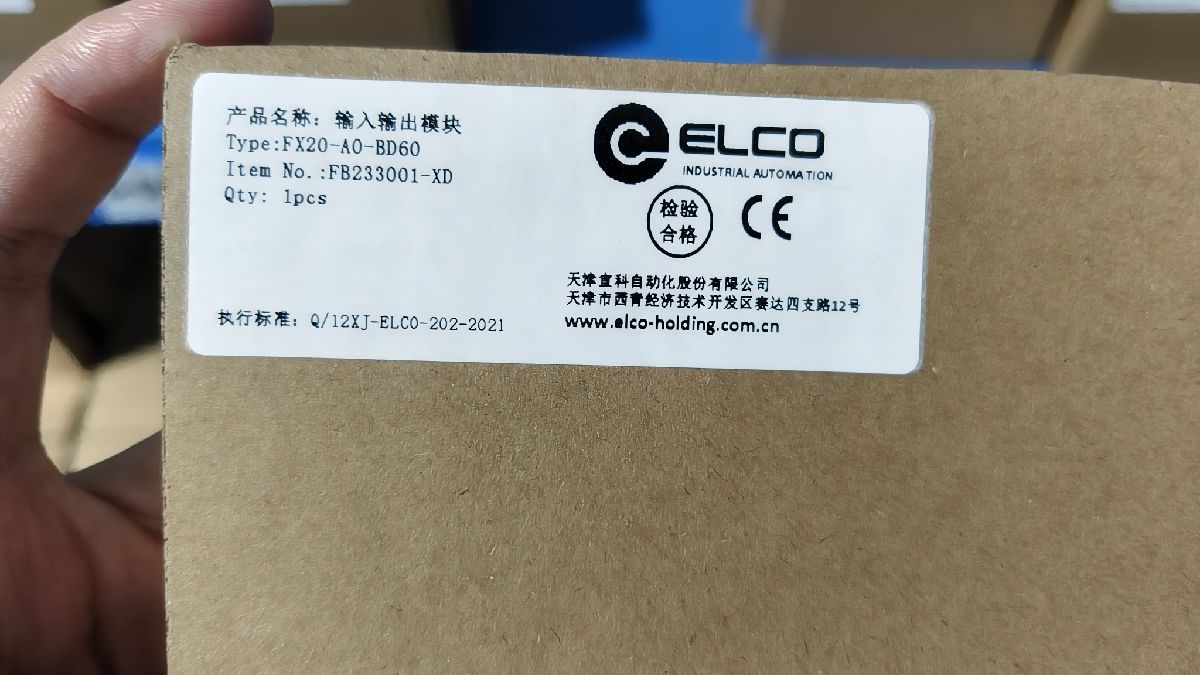 产品名称：输入输出模块
Type:FX20-AO-BD60
Item No.:FB233001-XD
Qty: 1pcs
执行标准：Q/12XJ-ELCO-202-2021
ELCO
INDUSTRIAL AUTOMATION
检验
合格
CE
天津宜科自动化股份有限公司
天津市西青经济技术开发区赛达四支路12号
www.elco-holding.com.cn